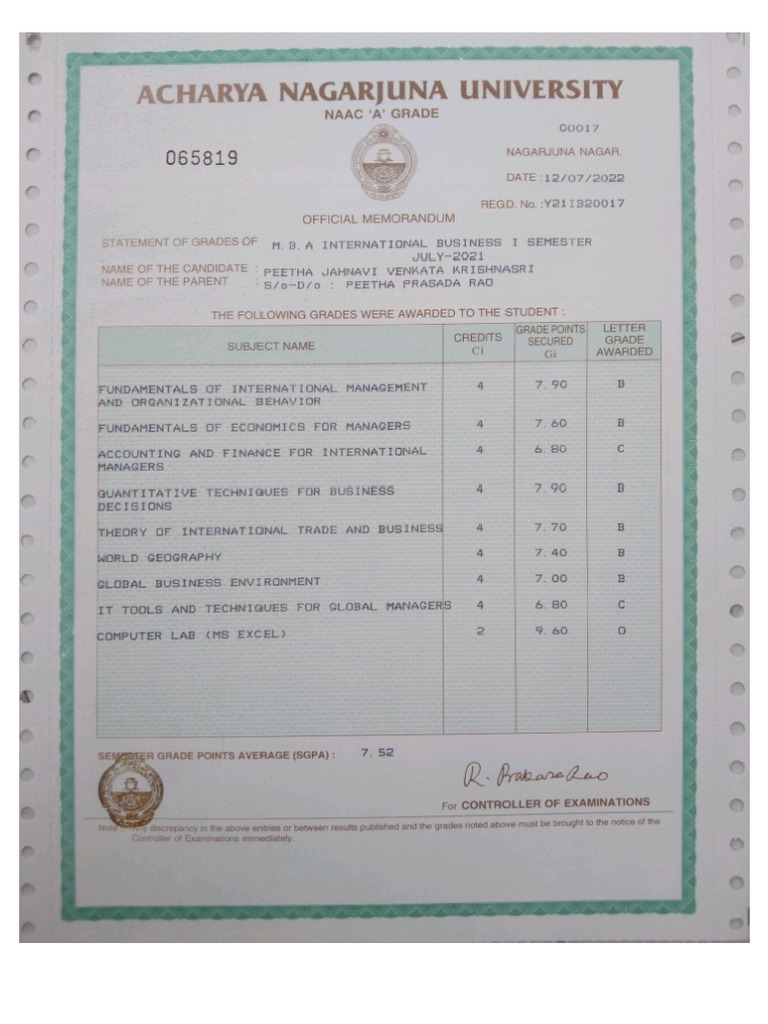 ACHARYA NAGARJUNA UNIVERSITY
NAAC 'A' GRADE
00017
065819
NAGARJUNA NAGAR.
DATE : 12/07/2022
REGD. No. : Y21IB20017
OFFICIAL MEMORANDUM
STATEMENT OF GRADES OF M. B. A INTERNATIONAL BUSINESS I SEMESTER
JULY-2021
NAME OF THE CANDIDATE : PEETHA JAHNAVI VENKATA KRISHNASRI
NAME OF THE PARENT : S/o-D/o : PEETHA PRASADA RAO
THE FOLLOWING GRADES WERE AWARDED TO THE STUDENT :
SUBJECT NAME CREDITS Ci GRADE POINTS SECURED Gi LETTER GRADE AWARDED
FUNDAMENTALS OF INTERNATIONAL MANAGEMENT 4 7. 90 B
AND ORGANIZATIONAL BEHAVIOR
FUNDAMENTALS OF ECONOMICS FOR MANAGERS 4 7. 60 B
ACCOUNTING AND FINANCE FOR INTERNATIONAL 4 6. 80 C
MANAGERS
QUANTITATIVE TECHNIQUES FOR BUSINESS 4 7. 90 B
DECISIONS
THEORY OF INTERNATIONAL TRADE AND BUSINESS 4 7. 70 B
WORLD GEOGRAPHY 4 7. 40 B
GLOBAL BUSINESS ENVIRONMENT 4 7. 00 B
IT TOOLS AND TECHNIQUES FOR GLOBAL MANAGERS 4 6. 80 C
COMPUTER LAB (MS EXCEL) 2 9. 60 O
SEMESTER GRADE POINTS AVERAGE (SGPA) : 7. 52
R. Prakasa Rao
For CONTROLLER OF EXAMINATIONS
Note Any discrepancy in the above entries or between results published and the grades noted above must be brought to the notice of the
Controller of Examinations immediately.